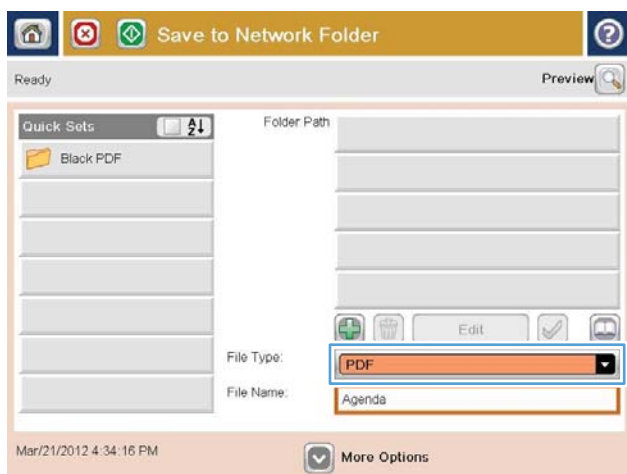 Save to Network Folder
Ready
Preview
Quick Sets
Folder Path
Black PDF
Edit
File Type:
PDF
File Name:
Agenda
Mar/21/2012 4:34:16 PM
More Options